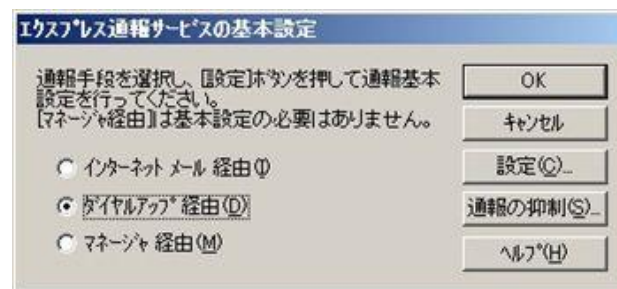 エクスプレス通報サービスの基本設定
通報手段を選択し、[設定]ボタンを押して通報基本
設定を行ってください。
[マネージャ経由]は基本設定の必要はありません。
インターネット メール 経由(I)
ダイヤルアップ 経由(D)
マネージャ 経由(M)
OK
キャンセル
設定(C)...
通報の抑制(S)...
ヘルプ(H)